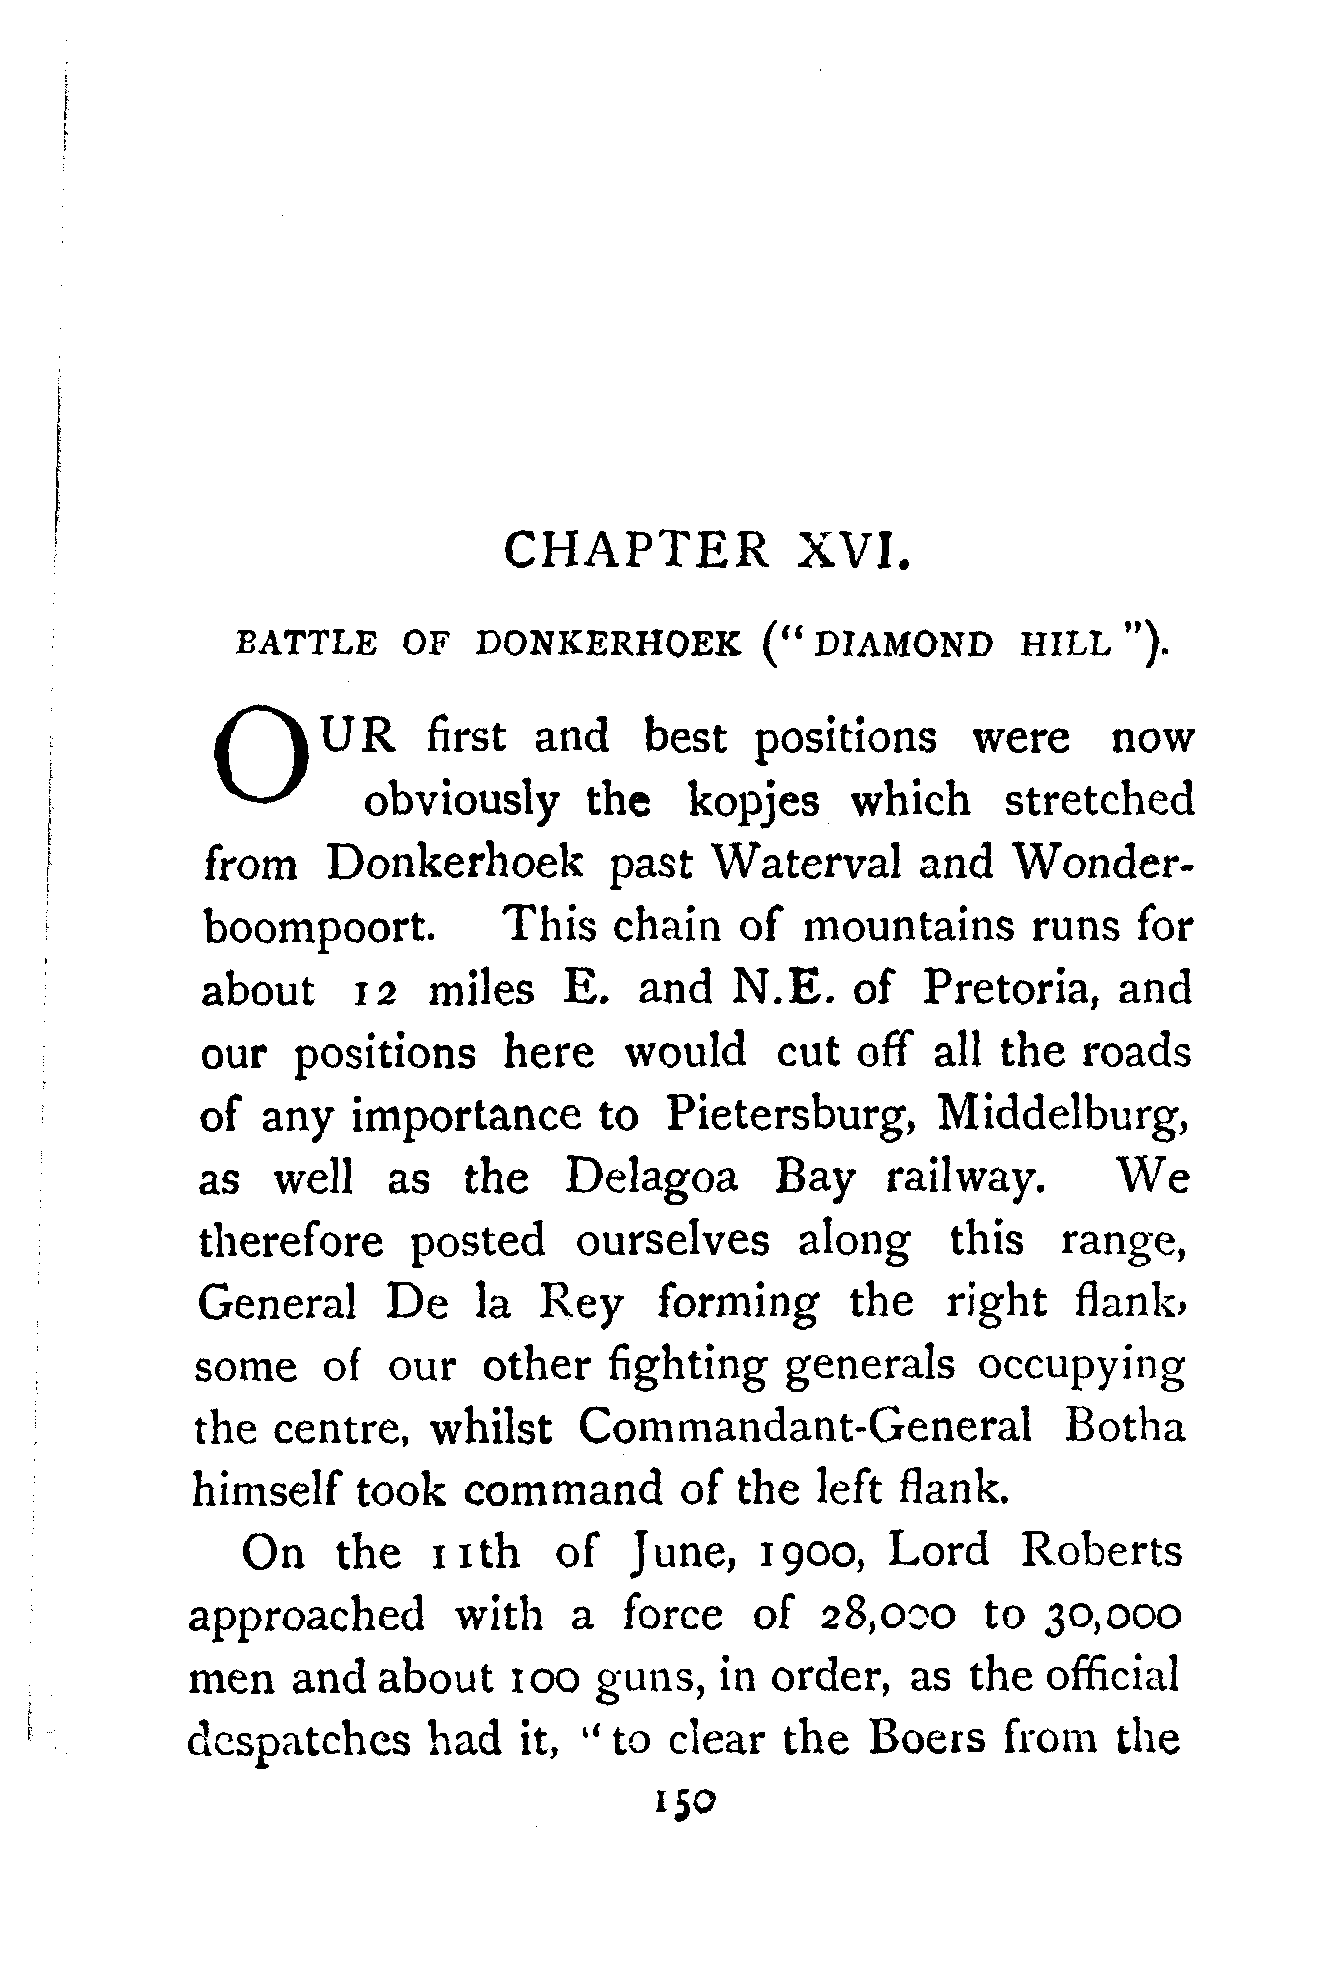 CHAPTER XVI.
BATTLE OF DONKERHOEK ("DIAMOND HILL").
OUR first and best positions were now
obviously the kopjes which stretched
from Donkerhoek past Waterval and Wonder-
boompoort. This chain of mountains runs for
about 12 miles E. and N.E. of Pretoria, and
our positions here would cut off all the roads
of any importance to Pietersburg, Middelburg,
as well as the Delagoa Bay railway. We
therefore posted ourselves along this range,
General De la Rey forming the right flank,
some of our other fighting generals occupying
the centre, whilst Commandant-General Botha
himself took command of the left flank.
On the 11th of June, 1900, Lord Roberts
approached with a force of 28,000 to 30,000
men and about 100 guns, in order, as the official
despatches had it, "to clear the Boers from the
150